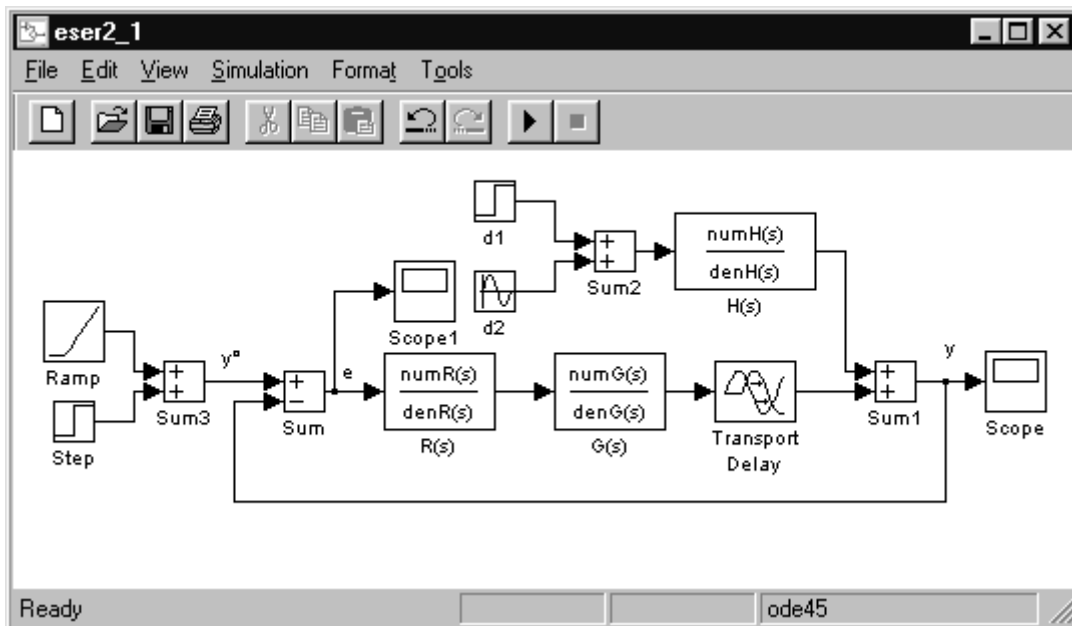 eser2_1
File Edit View Simulation Format Tools
d1
+
+
Sum2
numH(s)
denH(s)
H(s)
Scope1
d2
Ramp
Step
+
+
Sum3
y°
+
−
Sum
e
numR(s)
denR(s)
R(s)
numG(s)
denG(s)
G(s)
Transport
Delay
+
+
Sum1
y
Scope
Ready ode45